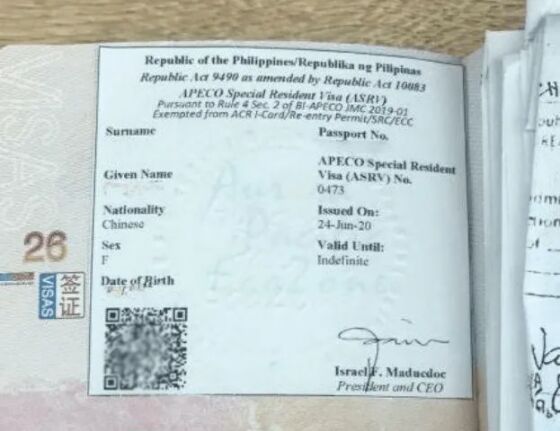 Republic of the Philippines/Republika ng Pilipinas
Republic Act 9490 as amended by Republic Act 10083
APECO Special Resident Visa (ASRV)
Pursuant to Rule 4 Sec. 2 of BI-APECO JMC 2019-01
Exempted from ACR I-Card/Re-entry Permit/SRC/ECC
Surname
Passport No.
Given Name
APECO Special Resident
Visa (ASRV) No.
0473
Nationality
Chinese
Issued On:
24-Jun-20
Sex
F
Valid Until:
Indefinite
Date of Birth
Israel F. Maducdoc
President and CEO
26
签证
VISAS